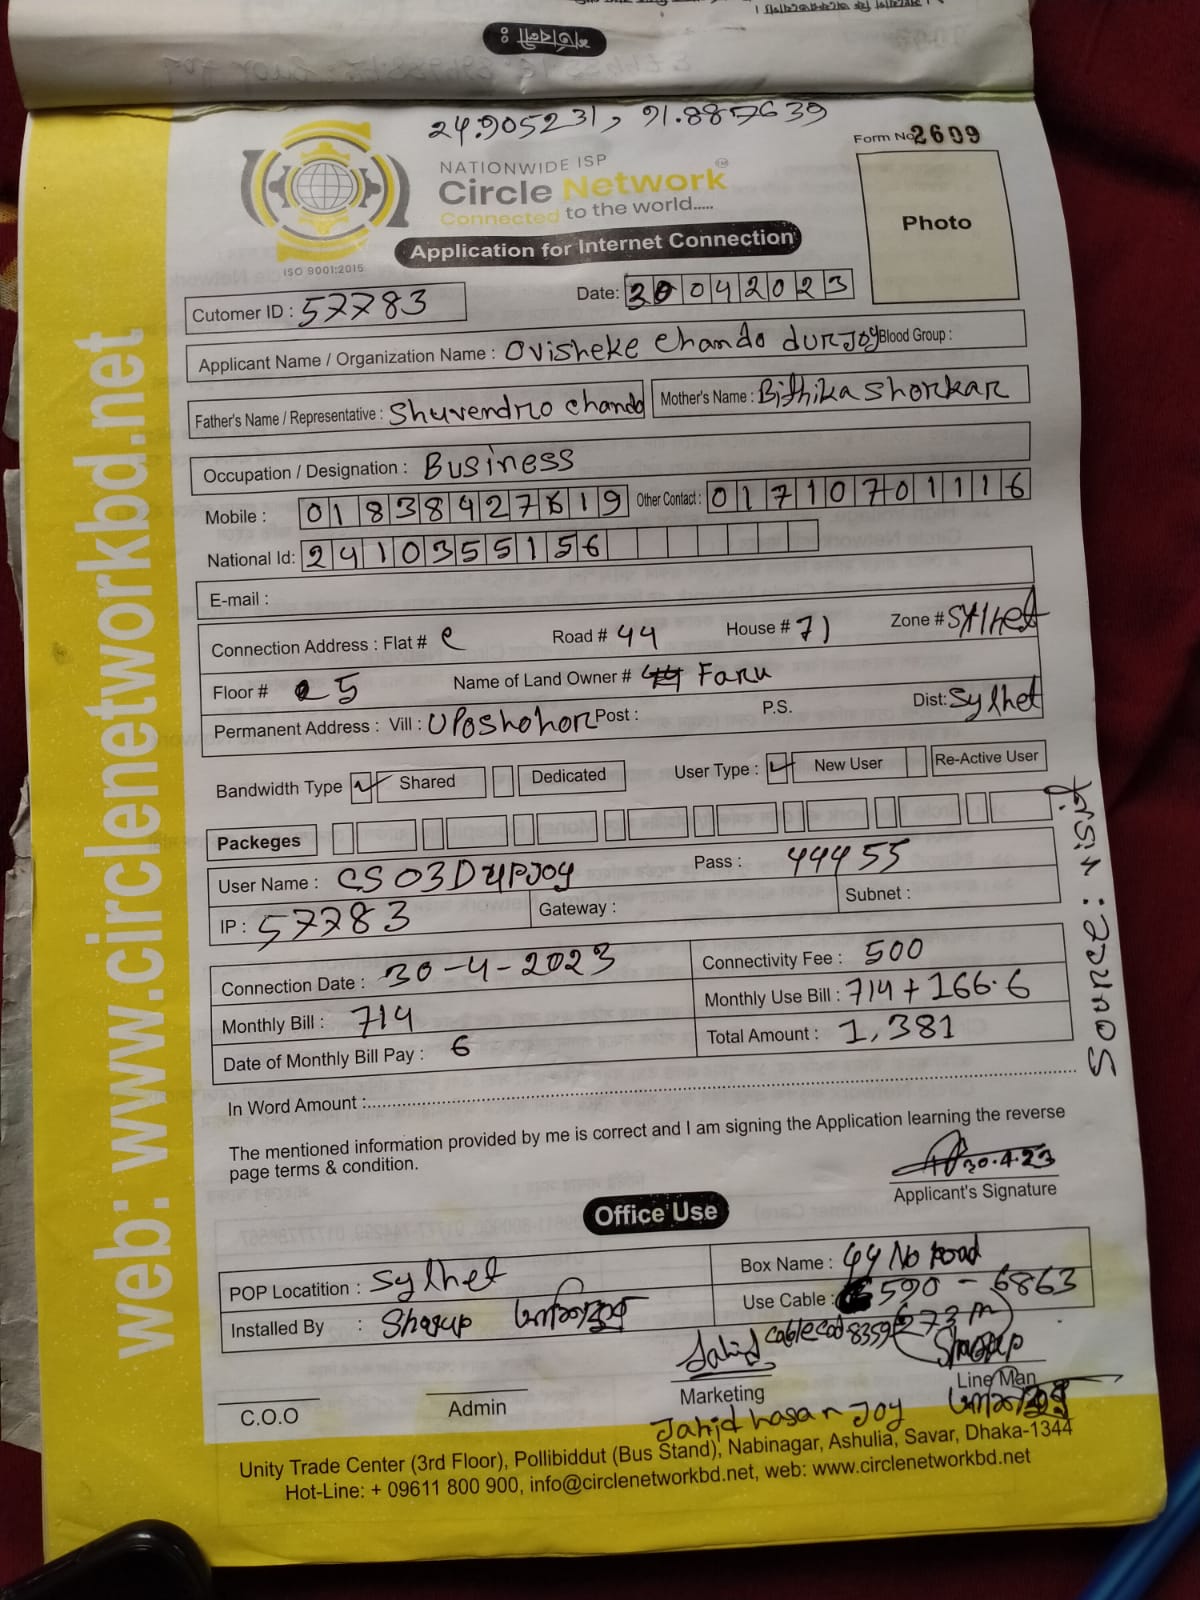 শর্তাবলী :
24.905231, 91.8857639
Form No 2609
NATIONWIDE ISP
Circle Network
Connected to the world.....
ISO 9001:2015
Application for Internet Connection
Photo
Cutomer ID : 57783 Date: 30 04 2023
Applicant Name / Organization Name : Ovisheke Chando durJoy Blood Group :
Father's Name / Representative : Shuvendro chando Mother's Name : Bithika Shorkar
Occupation / Designation : Business
Mobile : 01838427619 Other Contact : 01710701116
National Id: 2410355156
E-mail :
Connection Address : Flat # C Road # 44 House # 71 Zone # Sylhet
Floor # 5 Name of Land Owner # Faru
Permanent Address : Vill : Uposhohor Post : P.S. Dist: Sylhet
Bandwidth Type Shared Dedicated User Type : New User Re-Active User
Packeges
User Name : CS03DurJoy Pass : 44455
IP : 57783 Gateway : Subnet :
Connection Date : 30-4-2023 Connectivity Fee : 500
Monthly Bill : 714 Monthly Use Bill : 714 + 166.6
Date of Monthly Bill Pay : 6 Total Amount : 1,381
In Word Amount :
The mentioned information provided by me is correct and I am signing the Application learning the reverse
page terms & condition.
30.4.23
Applicant's Signature
Office Use
POP Locatition : Sylhet Box Name : 44 No Road
Installed By : Use Cable : 590 - 6863
Jahid
C.O.O Admin Marketing Line Man
Jahid hasan Joy
Unity Trade Center (3rd Floor), Pollibiddut (Bus Stand), Nabinagar, Ashulia, Savar, Dhaka-1344
Hot-Line: + 09611 800 900, info@circlenetworkbd.net, web: www.circlenetworkbd.net
web: www.circlenetworkbd.net